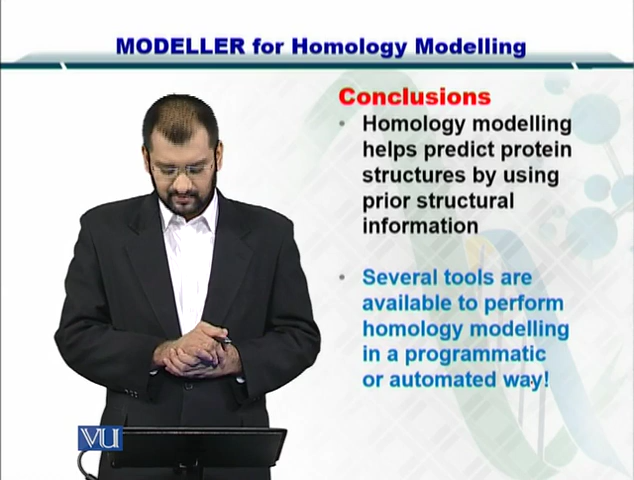 MODELLER for Homology Modelling
Conclusions
• Homology modelling
helps predict protein
structures by using
prior structural
information
• Several tools are
available to perform
homology modelling
in a programmatic
or automated way!
VU